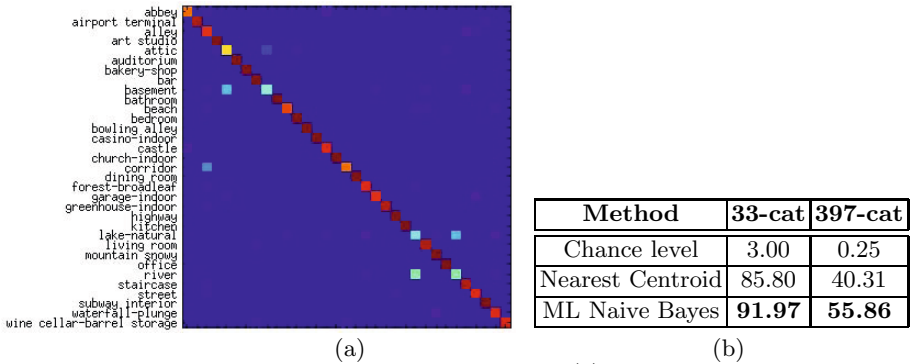 abbey
airport terminal
alley
art studio
attic
auditorium
bakery-shop
bar
basement
bathroom
beach
bedroom
bowling alley
casino-indoor
castle
church-indoor
corridor
dining room
forest-broadleaf
garage-indoor
greenhouse-indoor
highway
kitchen
lake-natural
living room
mountain snowy
office
river
staircase
street
subway interior
waterfall-plunge
wine cellar-barrel storage
(a)
Method 33-cat 397-cat
Chance level 3.00 0.25
Nearest Centroid 85.80 40.31
ML Naive Bayes 91.97 55.86
(b)